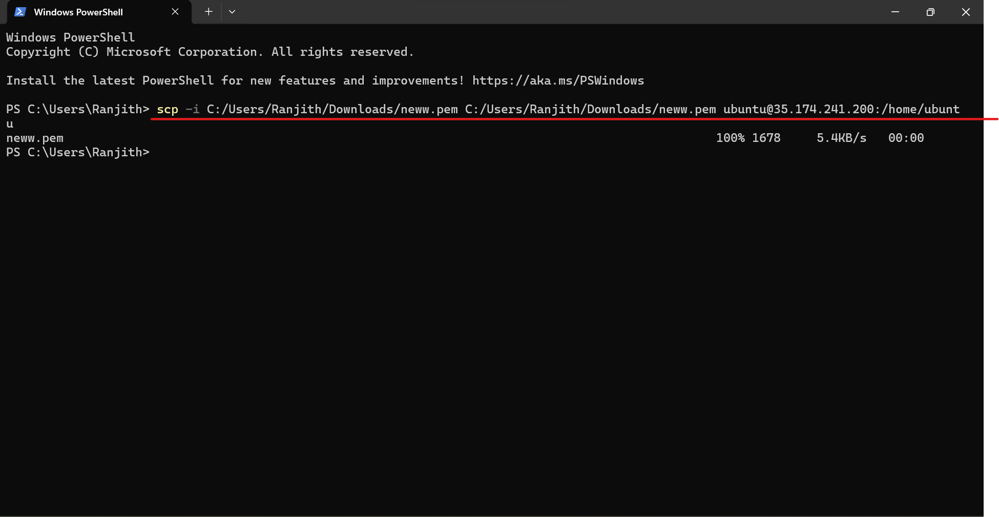 Windows PowerShell
Windows PowerShell
Copyright (C) Microsoft Corporation. All rights reserved.
Install the latest PowerShell for new features and improvements! https://aka.ms/PSWindows
PS C:\Users\Ranjith> scp -i C:/Users/Ranjith/Downloads/neww.pem C:/Users/Ranjith/Downloads/neww.pem ubuntu@35.174.241.200:/home/ubunt
u
neww.pem 100% 1678 5.4KB/s 00:00
PS C:\Users\Ranjith>